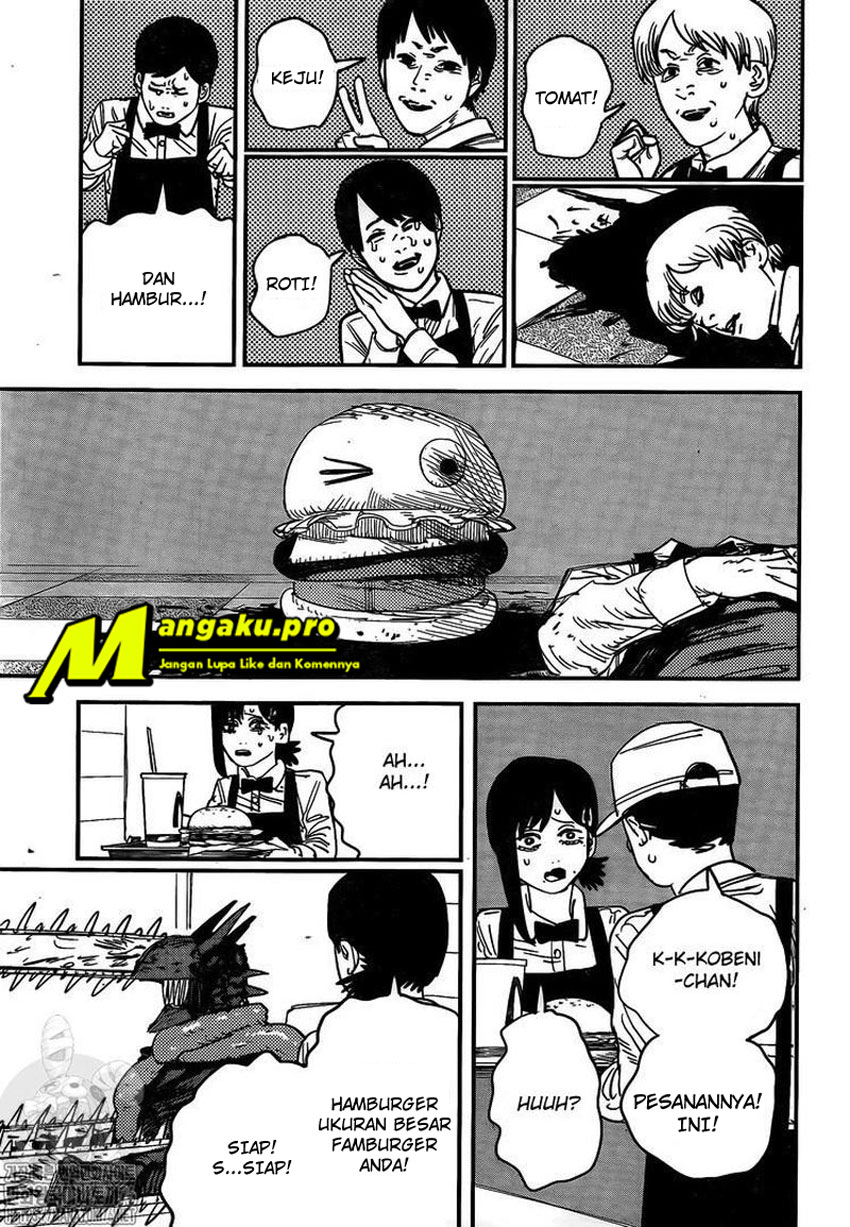 TOMAT!
KEJU!
ROTI!
DAN
HAMBUR...!
Mangaku.pro
Jangan Lupa Like dan Komennya
K-K-KOBENI
-CHAN!
PESANANNYA!
INI!
HUUH?
AH...
AH...!
HAMBURGER
UKURAN BESAR
FAMBURGER
ANDA!
SIAP!
S...SIAP!